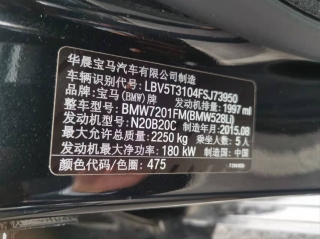 华晨宝马汽车有限公司制造
车辆识别代号: LBV5T3104FSJ73950
品牌:宝马(BMW)牌 发动机排量: 1997 ml
整车型号: BMW7201FM(BMW528Li)
发动机型号: N20B20C 制造年月: 2015.08
最大允许总质量: 2250 kg 乘坐人数: 5 人
发动机最大净功率: 180 kW 制造国: 中国
颜色代码/色圈: 475